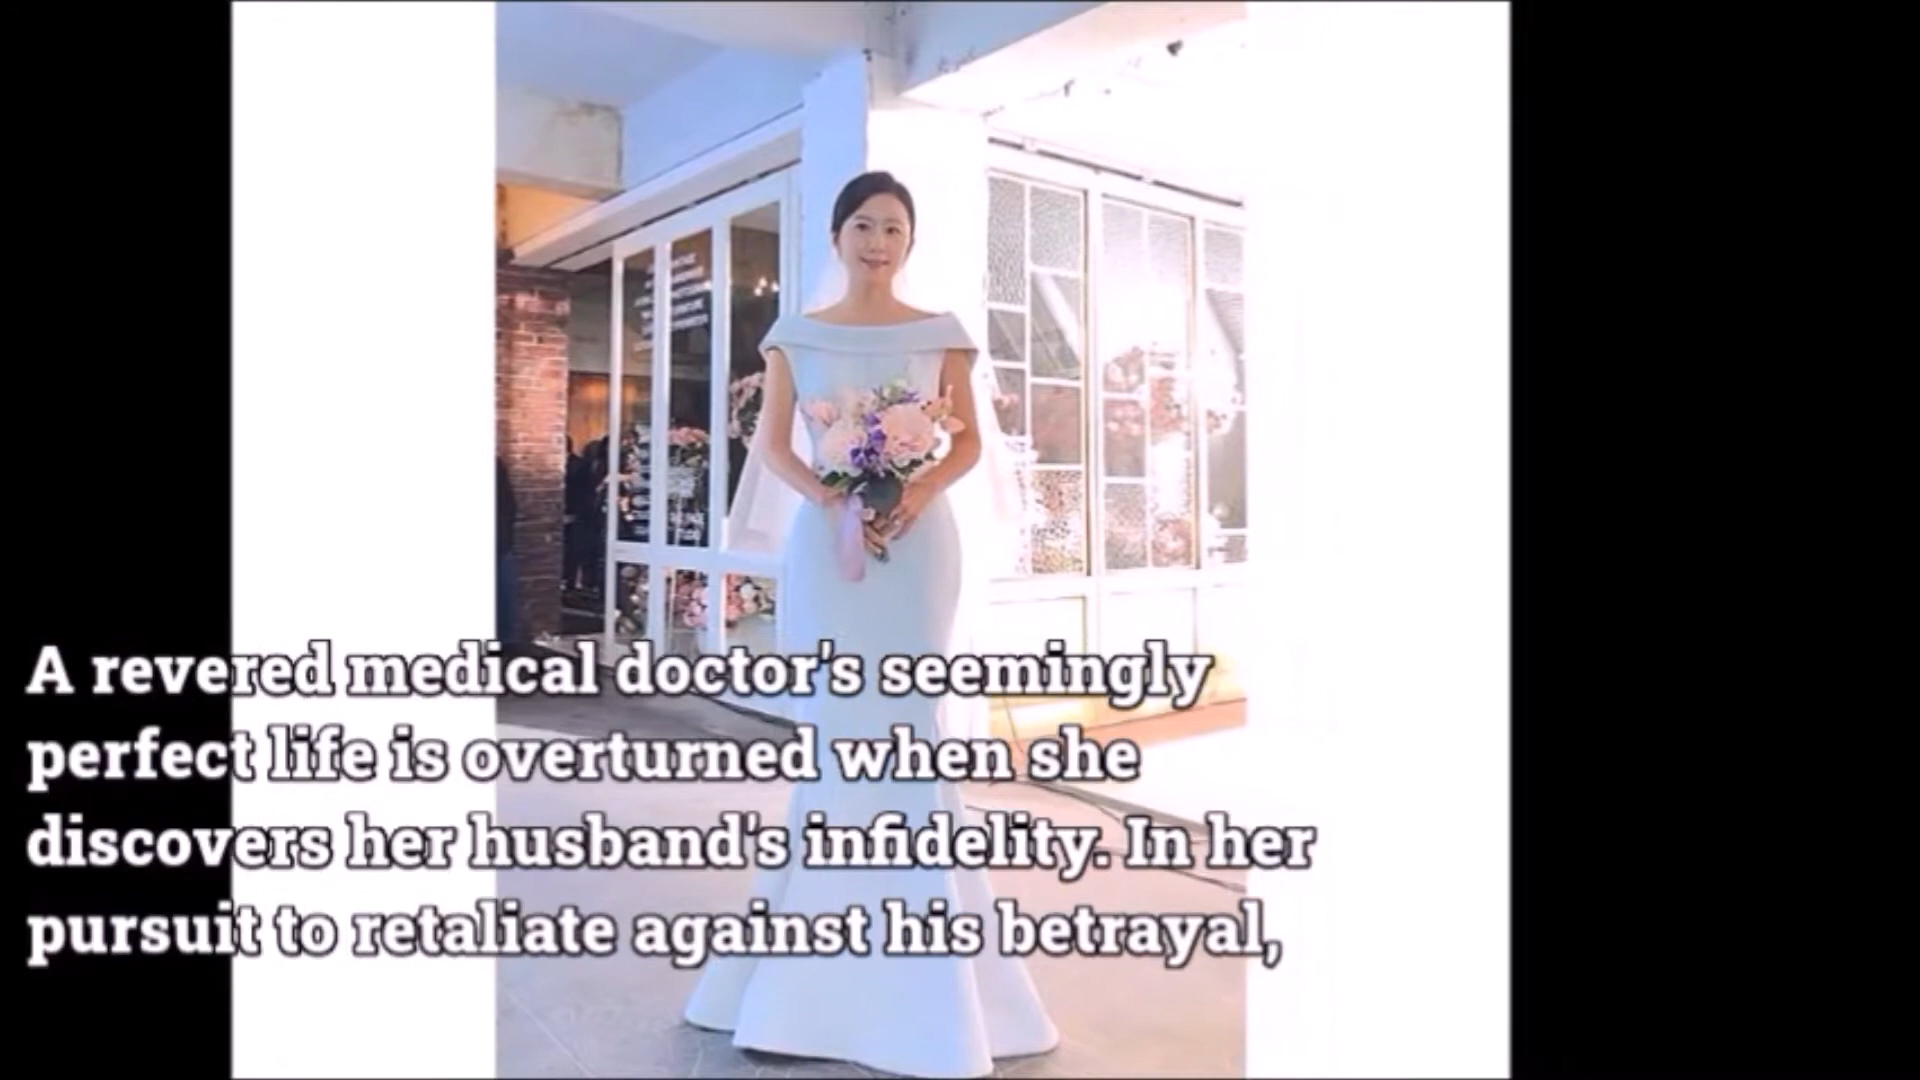 A revered medical doctor's seemingly
perfect life is overturned when she
discovers her husband's infidelity. In her
pursuit to retaliate against his betrayal,